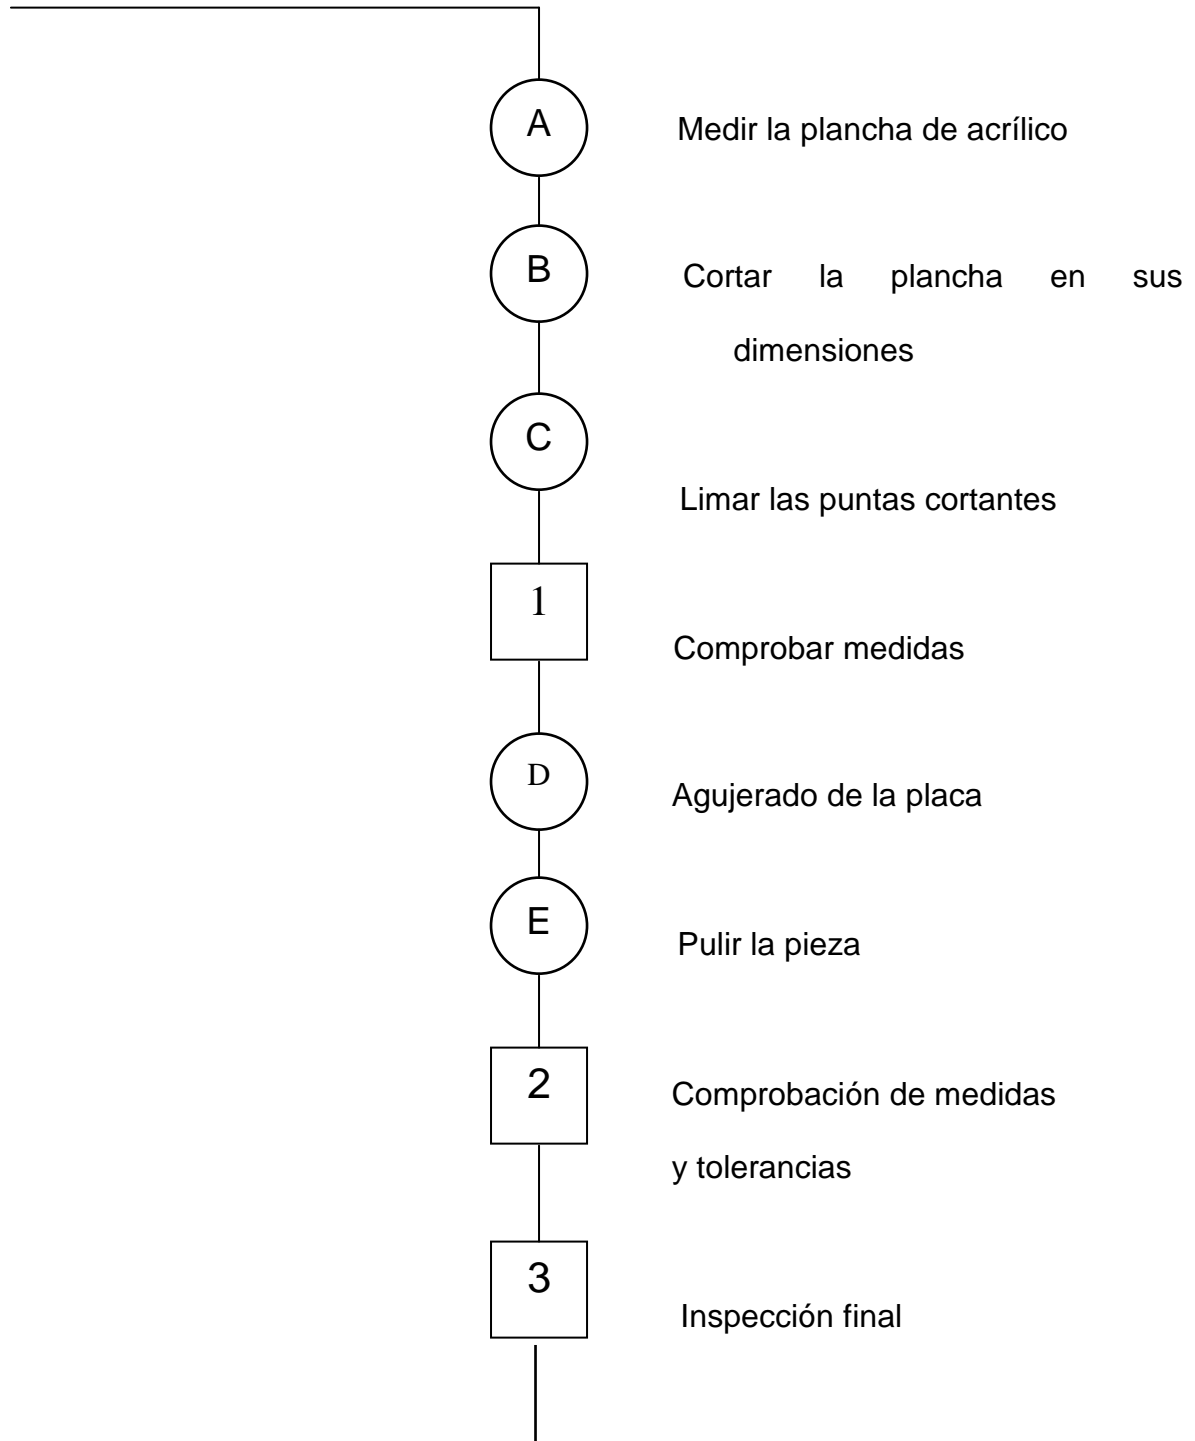 A
Medir la plancha de acrílico
B
Cortar la plancha en sus
dimensiones
C
Limar las puntas cortantes
1
Comprobar medidas
D
Agujerado de la placa
E
Pulir la pieza
2
Comprobación de medidas
y tolerancias
3
Inspección final